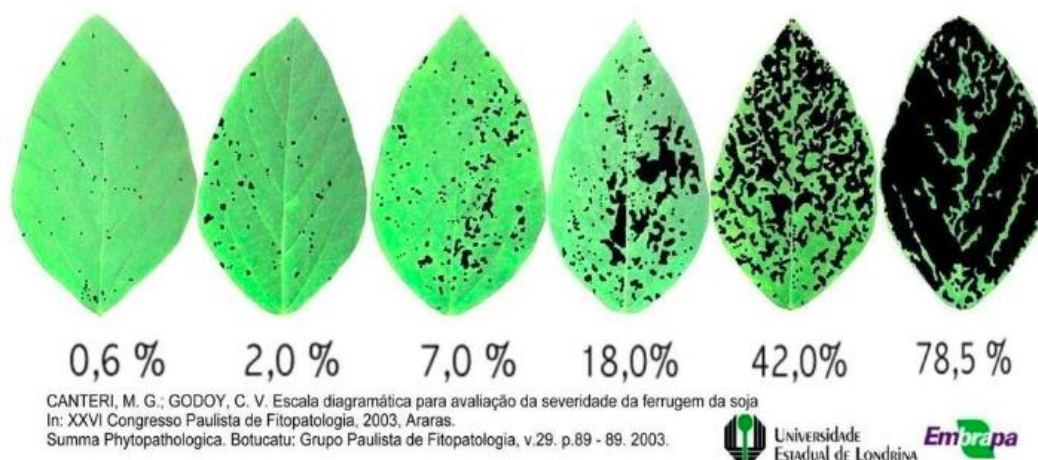 0,6 % 2,0 % 7,0 % 18,0% 42,0% 78,5 %
CANTERI, M. G.; GODOY, C. V. Escala diagramática para avaliação da severidade da ferrugem da soja
In: XXVI Congresso Paulista de Fitopatologia, 2003, Araras.
Summa Phytopathologica. Botucatu: Grupo Paulista de Fitopatologia, v.29. p.89 - 89. 2003.
Universidade
Estadual de Londrina
Embrapa